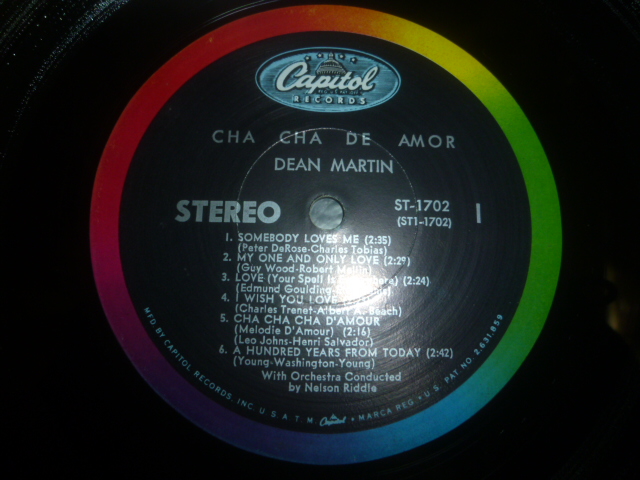 Capitol
RECORDS
CHA CHA DE AMOR
DEAN MARTIN
STEREO
ST-1702
(ST1-1702)
1
1. SOMEBODY LOVES ME (2:35)
(Peter DeRose-Charles Tobias)
2. MY ONE AND ONLY LOVE (2:29)
(Guy Wood-Robert Mellin)
3. LOVE (Your Spell Is (2:24)
(Edmund Goulding-
4. I WISH YOU LOVE
(Charles Trenet-Albert A. Beach)
5. CHA CHA CHA D'AMOUR
(Melodie D'Amour) (2:16)
(Leo Johns-Henri Salvador)
6. A HUNDRED YEARS FROM TODAY (2:42)
(Young-Washington-Young)
With Orchestra Conducted
by Nelson Riddle
MFD BY CAPITOL RECORDS, INC. U.S.A. T.M. Capitol • MARCA REG. • U.S. PAT. NO. 2,631,859